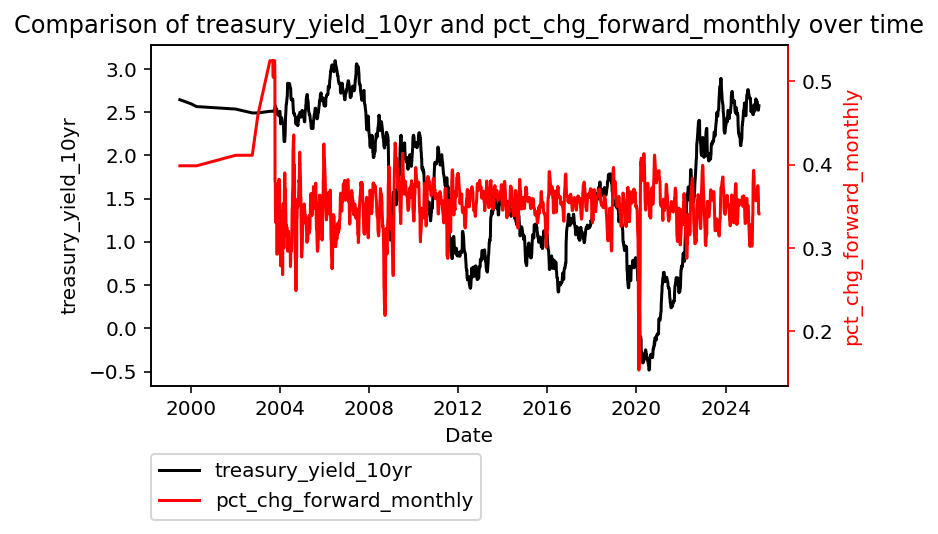 Comparison of treasury_yield_10yr and pct_chg_forward_monthly over time
3.0
2.5
2.0
1.5
1.0
0.5
0.0
−0.5
treasury_yield_10yr
0.5
0.4
0.3
0.2
pct_chg_forward_monthly
2000 2004 2008 2012 2016 2020 2024
Date
treasury_yield_10yr
pct_chg_forward_monthly